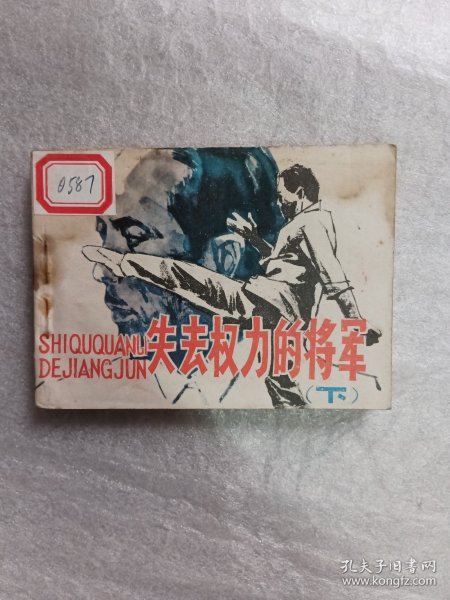 0587
SHIQUQUANLI
DEJIANGJUN
失去权力的将军
（下）
孔夫子旧书网
www.kongfz.com